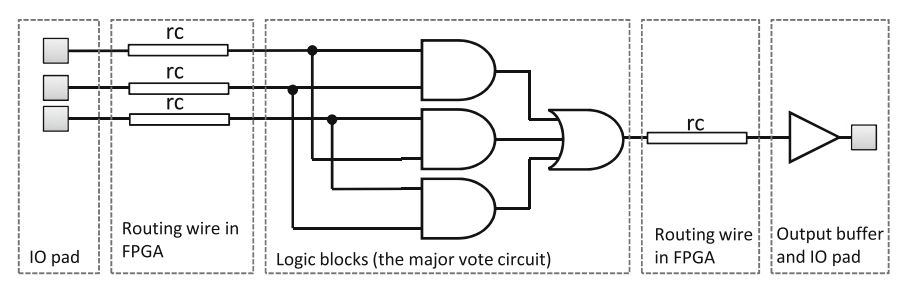 rc
rc
rc
rc
IO pad
Routing wire in
FPGA
Logic blocks (the major vote circuit)
Routing wire
in FPGA
Output buffer
and IO pad